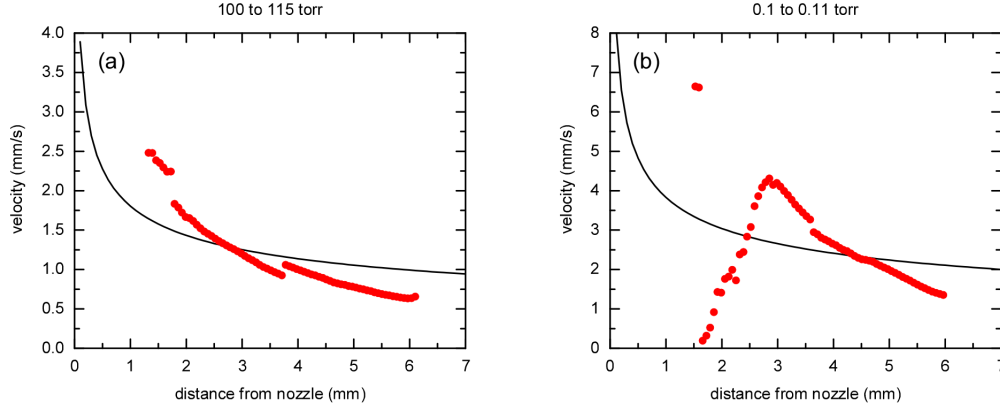 100 to 115 torr
(a)
velocity (mm/s)
4.0
3.5
3.0
2.5
2.0
1.5
1.0
0.5
0.0
0 1 2 3 4 5 6 7
distance from nozzle (mm)
0.1 to 0.11 torr
(b)
velocity (mm/s)
8
7
6
5
4
3
2
1
0
0 1 2 3 4 5 6 7
distance from nozzle (mm)